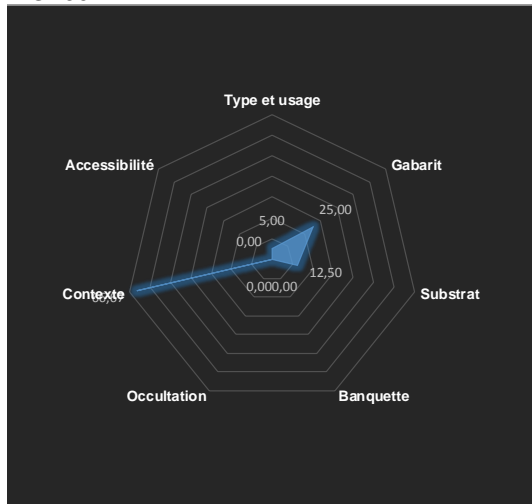 Type et usage
Accessibilité
Gabarit
25,00
5,00
0,00
12,50
0,000,00
Contexte
Substrat
Occultation
Banquette